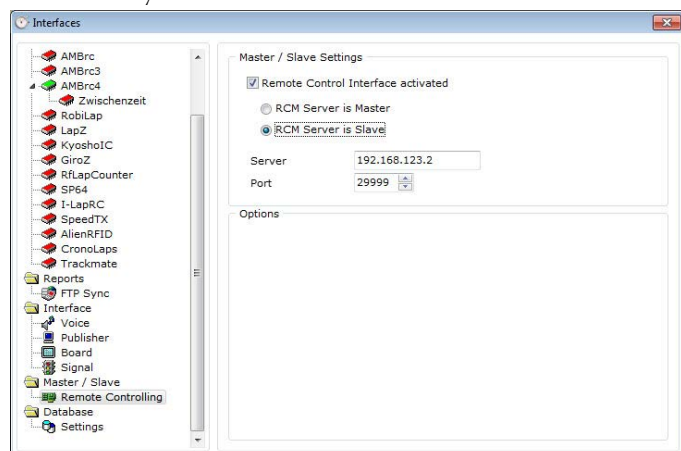 Interfaces
AMBrc
AMBrc3
AMBrc4
Zwischenzeit
RobiLap
LapZ
KyoshoIC
GiroZ
RfLapCounter
SP64
I-LapRC
SpeedTX
AlienRFID
CronoLaps
Trackmate
Reports
FTP Sync
Interface
Voice
Publisher
Board
Signal
Master / Slave
Remote Controlling
Database
Settings
Master / Slave Settings
Remote Control Interface activated
RCM Server is Master
RCM Server is Slave
Server 192.168.123.2
Port 29999
Options